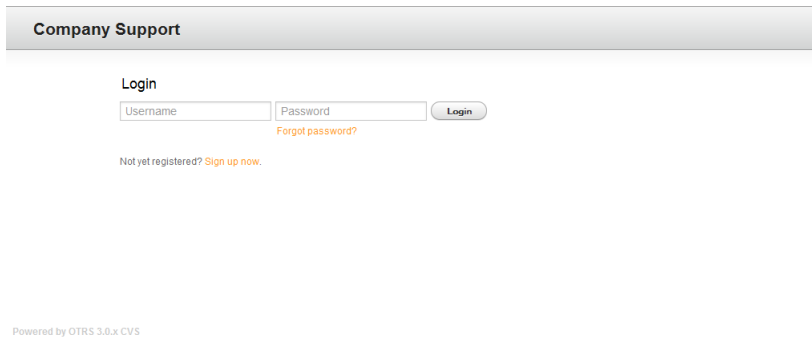 Company Support
Login
Username Password Login
Forgot password?
Not yet registered? Sign up now.
Powered by OTRS 3.0.x CVS